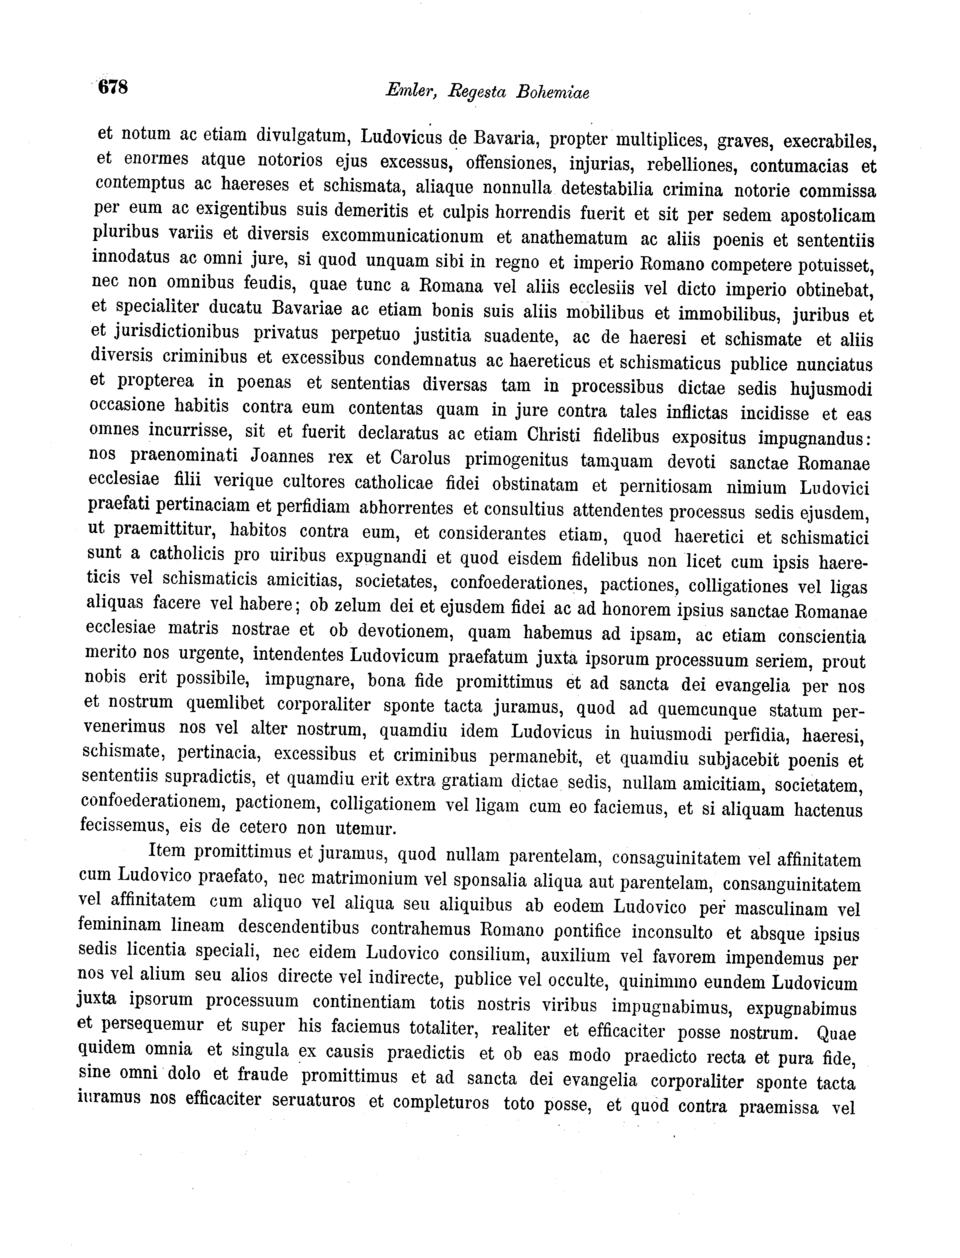 678
Emler, Regesta Bohemiae
et notum ac etiam divulgatum, Ludovicus de Bavaria, propter multiplices, graves, execrabiles,
et enormes atque notorios ejus excessus, offensiones, injurias, rebelliones, contumacias et
contemptus ac haereses et schismata, aliaque nonnulla detestabilia crimina notorie commissa
per eum ac exigentibus suis demeritis et culpis horrendis fuerit et sit per sedem apostolicam
pluribus variis et diversis excommunicationum et anathematum ac aliis poenis et sententiis
innodatus ac omni jure, si quod unquam sibi in regno et imperio Romano competere potuisset,
nec non omnibus feudis, quae tunc a Romana vel aliis ecclesiis vel dicto imperio obtinebat,
et specialiter ducatu Bavariae ac etiam bonis suis aliis mobilibus et immobilibus, juribus et
et jurisdictionibus privatus perpetuo justitia suadente, ac de haeresi et schismate et aliis
diversis criminibus et excessibus condemnatus ac haereticus et schismaticus publice nunciatus
et propterea in poenas et sententias diversas tam in processibus dictae sedis hujusmodi
occasione habitis contra eum contentas quam in jure contra tales inflictas incidisse et eas
omnes incurrisse, sit et fuerit declaratus ac etiam Christi fidelibus expositus impugnandus:
nos praenominati Joannes rex et Carolus primogenitus tamquam devoti sanctae Romanae
ecclesiae filii verique cultores catholicae fidei obstinatam et pernitiosam nimium Ludovici
praefati pertinaciam et perfidiam abhorrentes et consultius attendentes processus sedis ejusdem,
ut praemittitur, habitos contra eum, et considerantes etiam, quod haeretici et schismatici
sunt a catholicis pro uiribus expugnandi et quod eisdem fidelibus non licet cum ipsis haere-
ticis vel schismaticis amicitias, societates, confoederationes, pactiones, colligationes vel ligas
aliquas facere vel habere; ob zelum dei et ejusdem fidei ac ad honorem ipsius sanctae Romanae
ecclesiae matris nostrae et ob devotionem, quam habemus ad ipsam, ac etiam conscientia
merito nos urgente, intendentes Ludovicum praefatum juxta ipsorum processuum seriem, prout
nobis erit possibile, impugnare, bona fide promittimus et ad sancta dei evangelia per nos
et nostrum quemlibet corporaliter sponte tacta juramus, quod ad quemcunque statum per-
venerimus nos vel alter nostrum, quamdiu idem Ludovicus in huiusmodi perfidia, haeresi,
schismate, pertinacia, excessibus et criminibus permanebit, et quamdiu subjacebit poenis et
sententiis supradictis, et quamdiu erit extra gratiam dictae sedis, nullam amicitiam, societatem,
confoederationem, pactionem, colligationem vel ligam cum eo faciemus, et si aliquam hactenus
fecissemus, eis de cetero non utemur.
Item promittimus et juramus, quod nullam parentelam, consaguinitatem vel affinitatem
cum Ludovico praefato, nec matrimonium vel sponsalia aliqua aut parentelam, consanguinitatem
vel affinitatem cum aliquo vel aliqua seu aliquibus ab eodem Ludovico per masculinam vel
femininam lineam descendentibus contrahemus Romano pontifice inconsulto et absque ipsius
sedis licentia speciali, nec eidem Ludovico consilium, auxilium vel favorem impendemus per
nos vel alium seu alios directe vel indirecte, publice vel occulte, quinimmo eundem Ludovicum
juxta ipsorum processuum continentiam totis nostris viribus impugnabimus, expugnabimus
et persequemur et super his faciemus totaliter, realiter et efficaciter posse nostrum. Quae
quidem omnia et singula ex causis praedictis et ob eas modo praedicto recta et pura fide,
sine omni dolo et fraude promittimus et ad sancta dei evangelia corporaliter sponte tacta
iuramus nos efficaciter seruaturos et completuros toto posse, et quod contra praemissa vel